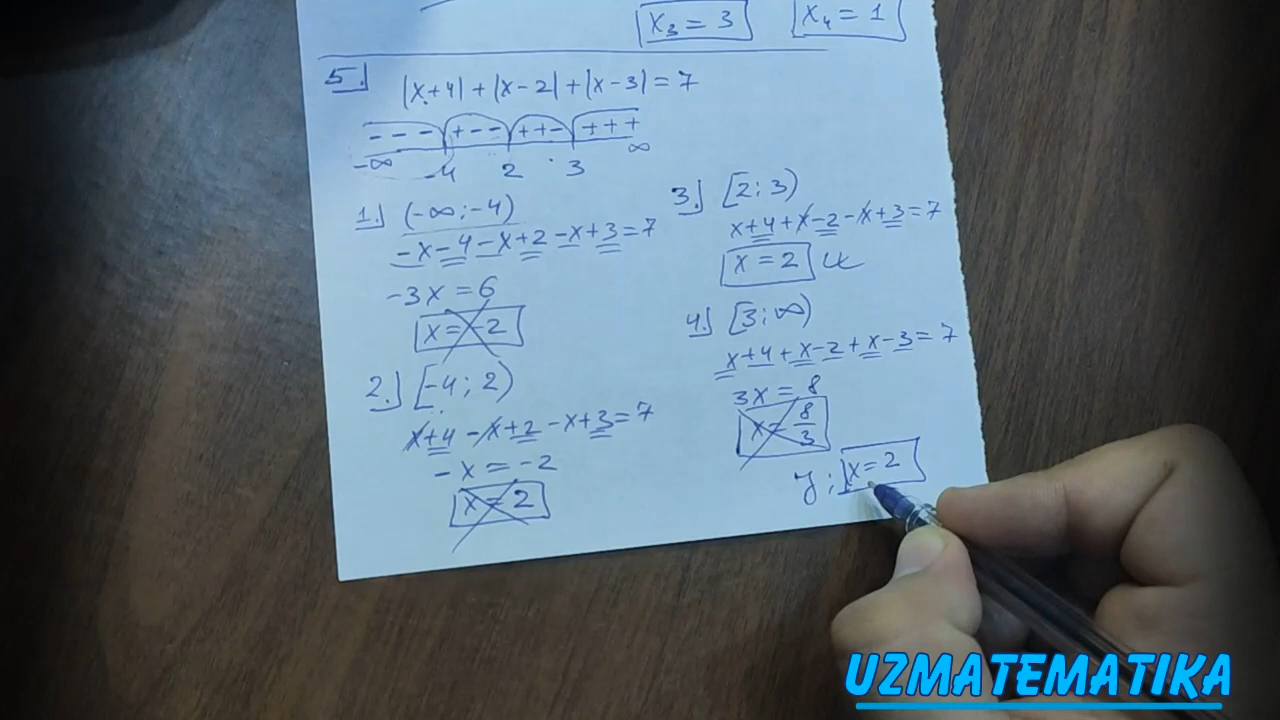 x₃ = 3 x₄ = 1
5.) |x+4| + |x-2| + |x-3| = 7
- - - + - - + + - + + +
-∞ -4 2 3 ∞
1.) (-∞; -4)
-x-4-x+2-x+3=7
-3x = 6
x = -2
2.) [-4; 2)
x+4-x+2-x+3=7
-x = -2
x = 2
3.) [2; 3)
x+4+x-2-x+3=7
x = 2
4.) [3; ∞)
x+4+x-2+x-3=7
3x = 8
x = 8/3
J: x=2
UZMATEMATIKA